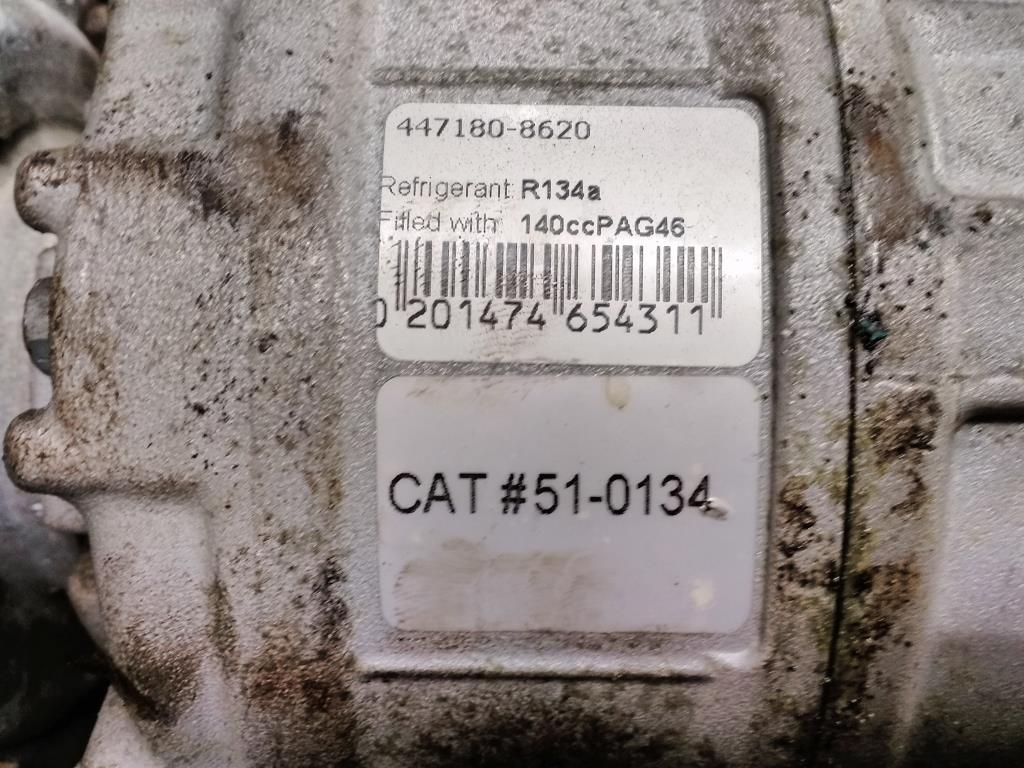 447180-8620
Refrigerant: R134a
Filled with: 140ccPAG46
0 201474 654311
CAT #51-0134